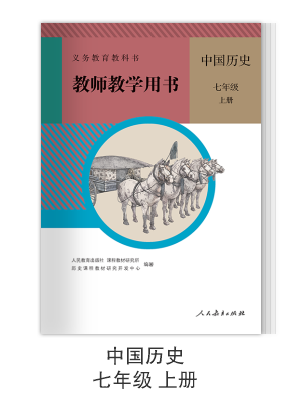 义务教育教科书
教师教学用书
中国历史
七年级
上册
人民教育出版社 课程教材研究所
历史课程教材研究开发中心
编著
人民教育出版社
中国历史
七年级 上册